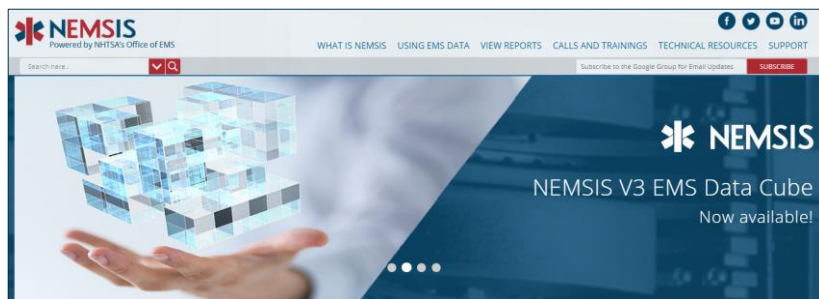 NEMSIS
Powered by NHTSA's Office of EMS
WHAT IS NEMSIS USING EMS DATA VIEW REPORTS CALLS AND TRAININGS TECHNICAL RESOURCES SUPPORT
Search here..
Subscribe to the Google Group for Email Updates SUBSCRIBE
NEMSIS
NEMSIS V3 EMS Data Cube
Now available!